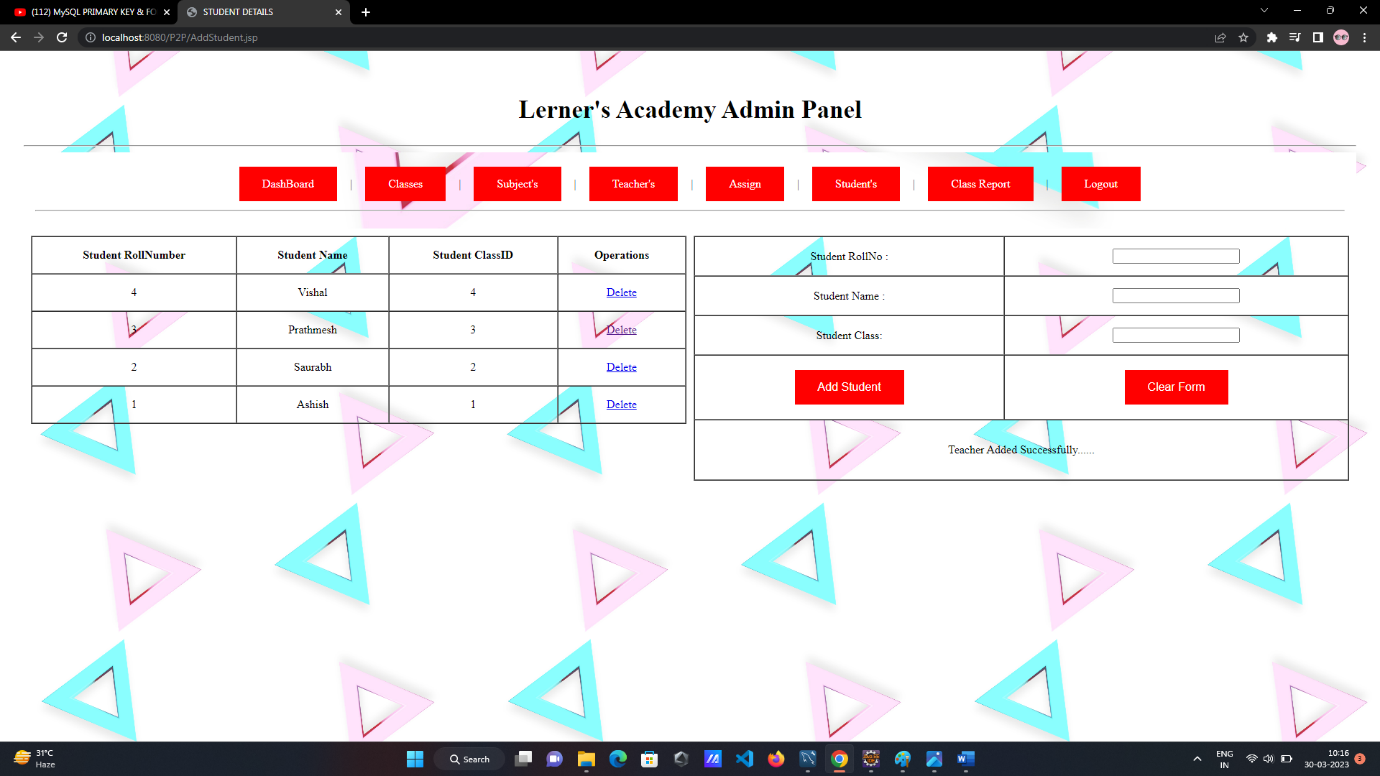 (112) MySQL PRIMARY KEY & FO
STUDENT DETAILS
localhost:8080/P2P/AddStudent.jsp
Lerner's Academy Admin Panel
DashBoard | Classes | Subject's | Teacher's | Assign | Student's | Class Report | Logout
Student RollNumber Student Name Student ClassID Operations
4 Vishal 4 Delete
3 Prathmesh 3 Delete
2 Saurabh 2 Delete
1 Ashish 1 Delete
Student RollNo :
Student Name :
Student Class:
Add Student Clear Form
Teacher Added Successfully......
31°C
Haze
Search
ENG
IN
10:16
30-03-2023
3